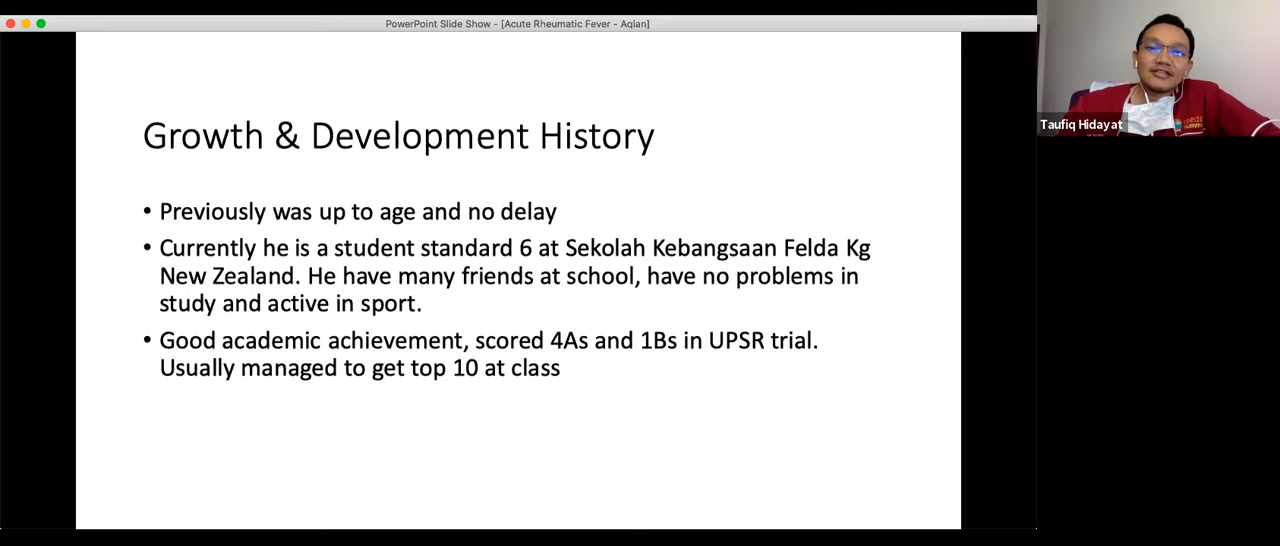 PowerPoint Slide Show - [Acute Rheumatic Fever - Aqlan]
Growth & Development History
• Previously was up to age and no delay
• Currently he is a student standard 6 at Sekolah Kebangsaan Felda Kg
New Zealand. He have many friends at school, have no problems in
study and active in sport.
• Good academic achievement, scored 4As and 1Bs in UPSR trial.
Usually managed to get top 10 at class
Taufiq Hidayat